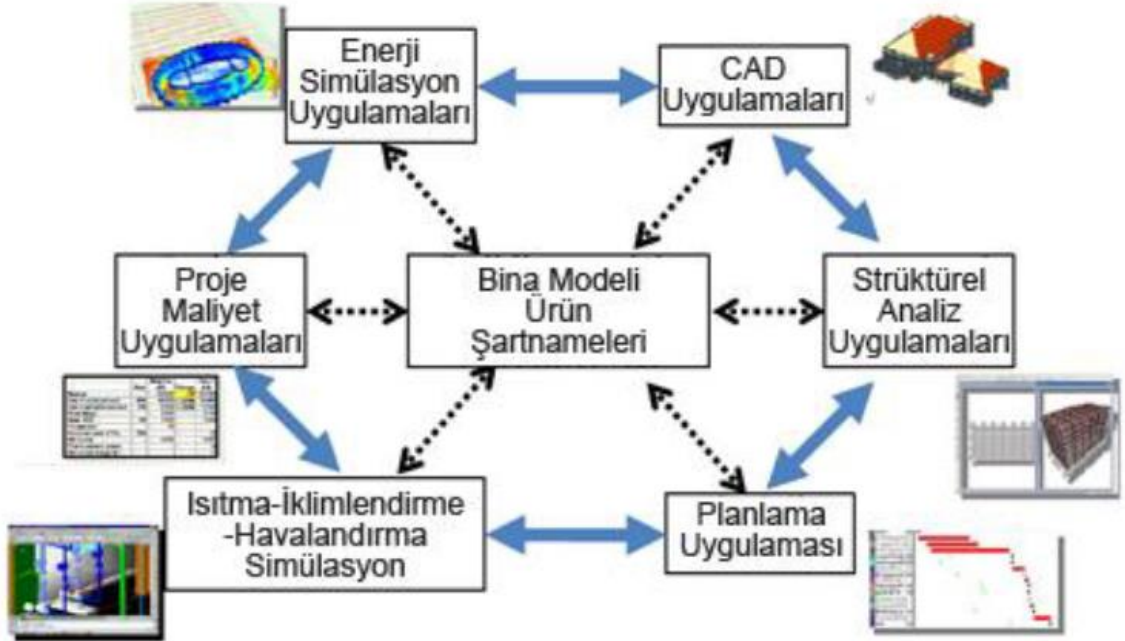 Enerji
Simülasyon
Uygulamaları
CAD
Uygulamaları
Proje
Maliyet
Uygulamaları
Bina Modeli
Ürün
Şartnameleri
Strüktürel
Analiz
Uygulamaları
Isıtma-İklimlendirme
-Havalandırma
Simülasyon
Planlama
Uygulaması